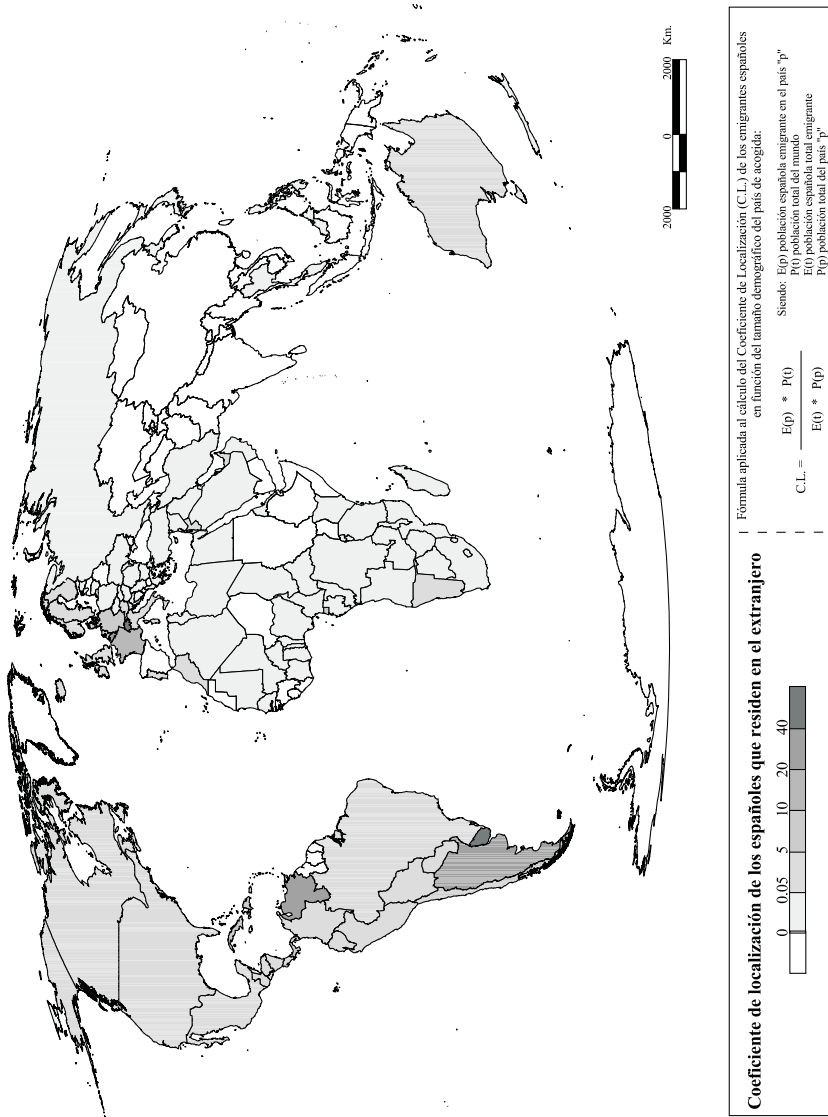 2000 0 2000 Km.
Coeficiente de localización de los españoles que residen en el extranjero
0 0.05 5 10 20 40
Fórmula aplicada al cálculo del Coeficiente de Localización (C.L.) de los emigrantes españoles
en función del tamaño demográfico del país de acogida:
E(p) * P(t)
C.L. =
E(t) * P(p)
Siendo: E(p) población española emigrante en el país "p"
P(t) población total del mundo
E(t) población española total emigrante
P(p) población total del país "p"